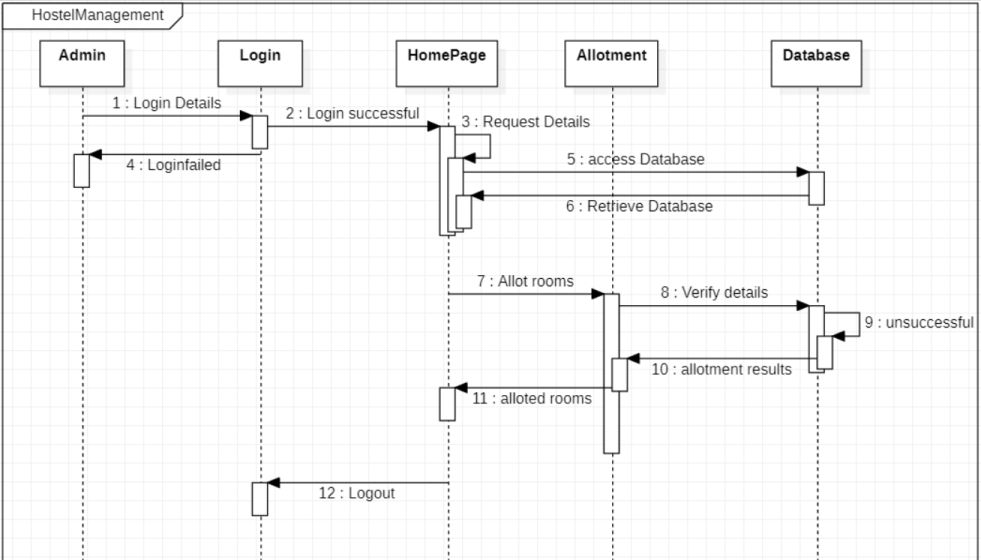 HostelManagement
Admin
Login
HomePage
Allotment
Database
1 : Login Details
2 : Login successful
3 : Request Details
4 : Loginfailed
5 : access Database
6 : Retrieve Database
7 : Allot rooms
8 : Verify details
9 : unsuccessful
10 : allotment results
11 : alloted rooms
12 : Logout